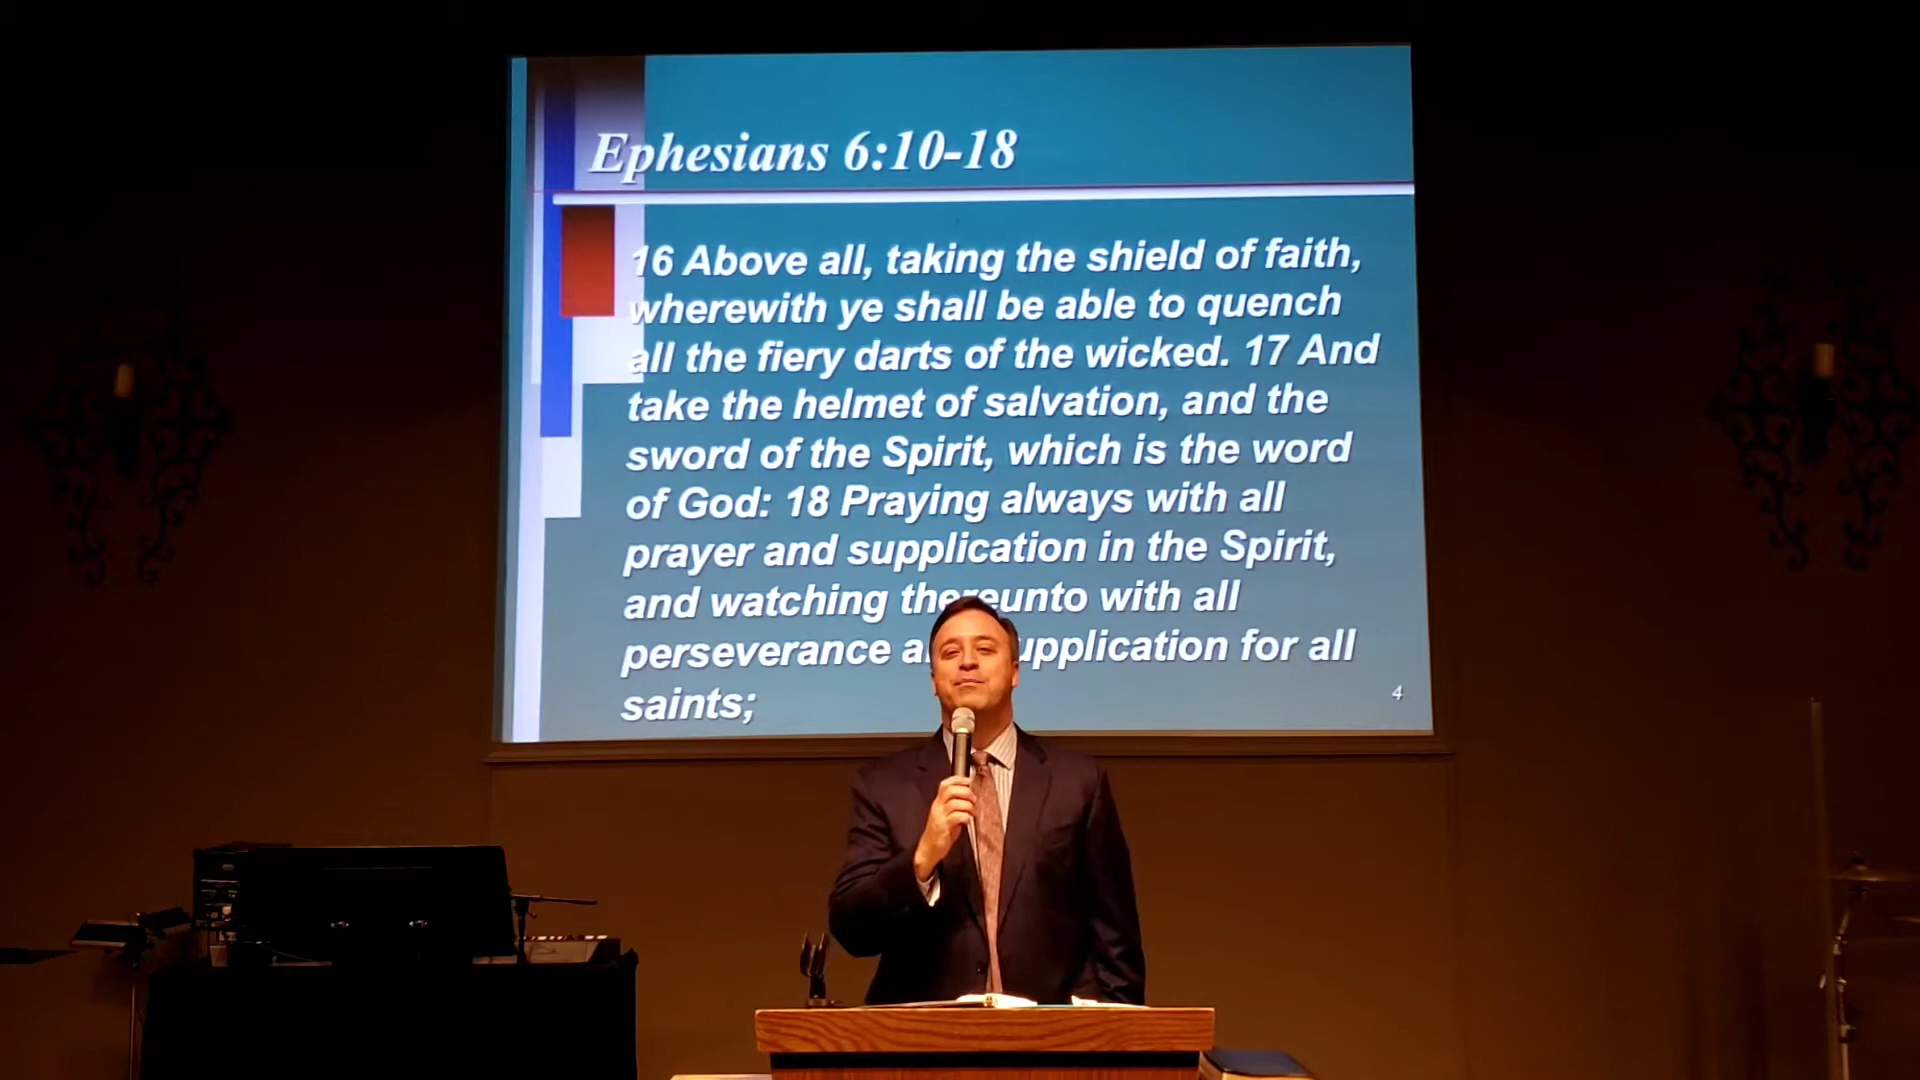 Ephesians 6:10-18
16 Above all, taking the shield of faith,
wherewith ye shall be able to quench
all the fiery darts of the wicked. 17 And
take the helmet of salvation, and the
sword of the Spirit, which is the word
of God: 18 Praying always with all
prayer and supplication in the Spirit,
and watching thereunto with all
perseverance supplication for all
saints;
4